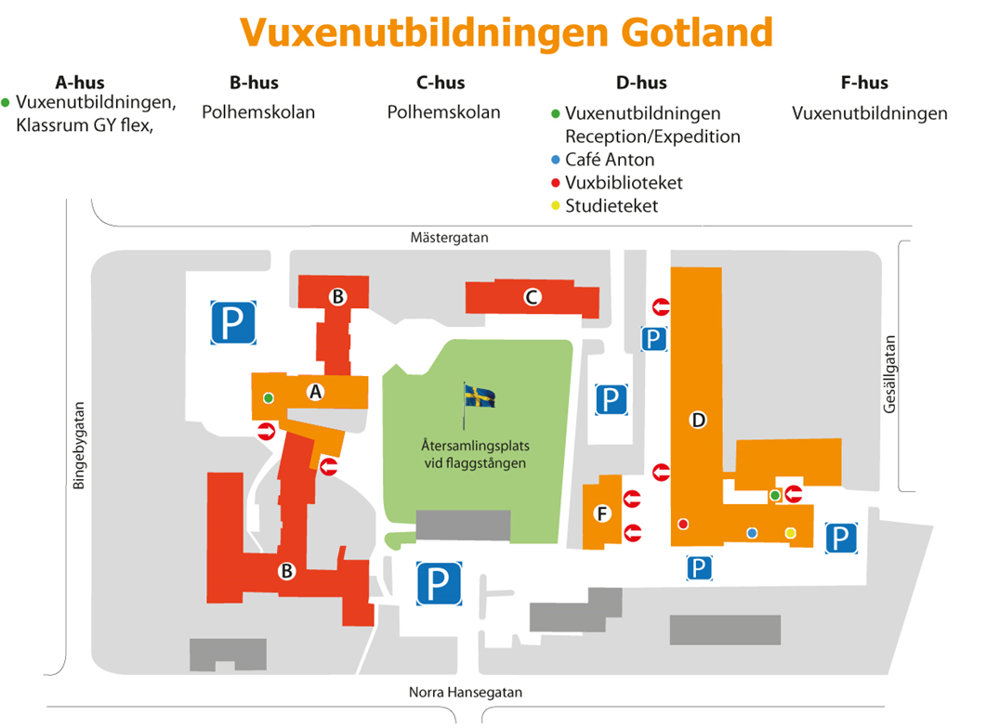 Vuxenutbildningen Gotland
A-hus
Vuxenutbildningen,
Klassrum GY flex,
B-hus
Polhemskolan
C-hus
Polhemskolan
D-hus
Vuxenutbildningen
Reception/Expedition
Café Anton
Vuxbiblioteket
Studieteket
F-hus
Vuxenutbildningen
Mästergatan
B
C
P
P
A
P
D
Gesällgatan
Bingebygatan
Återsamlingsplats
vid flaggstången
F
P
P
B
P
Norra Hansegatan